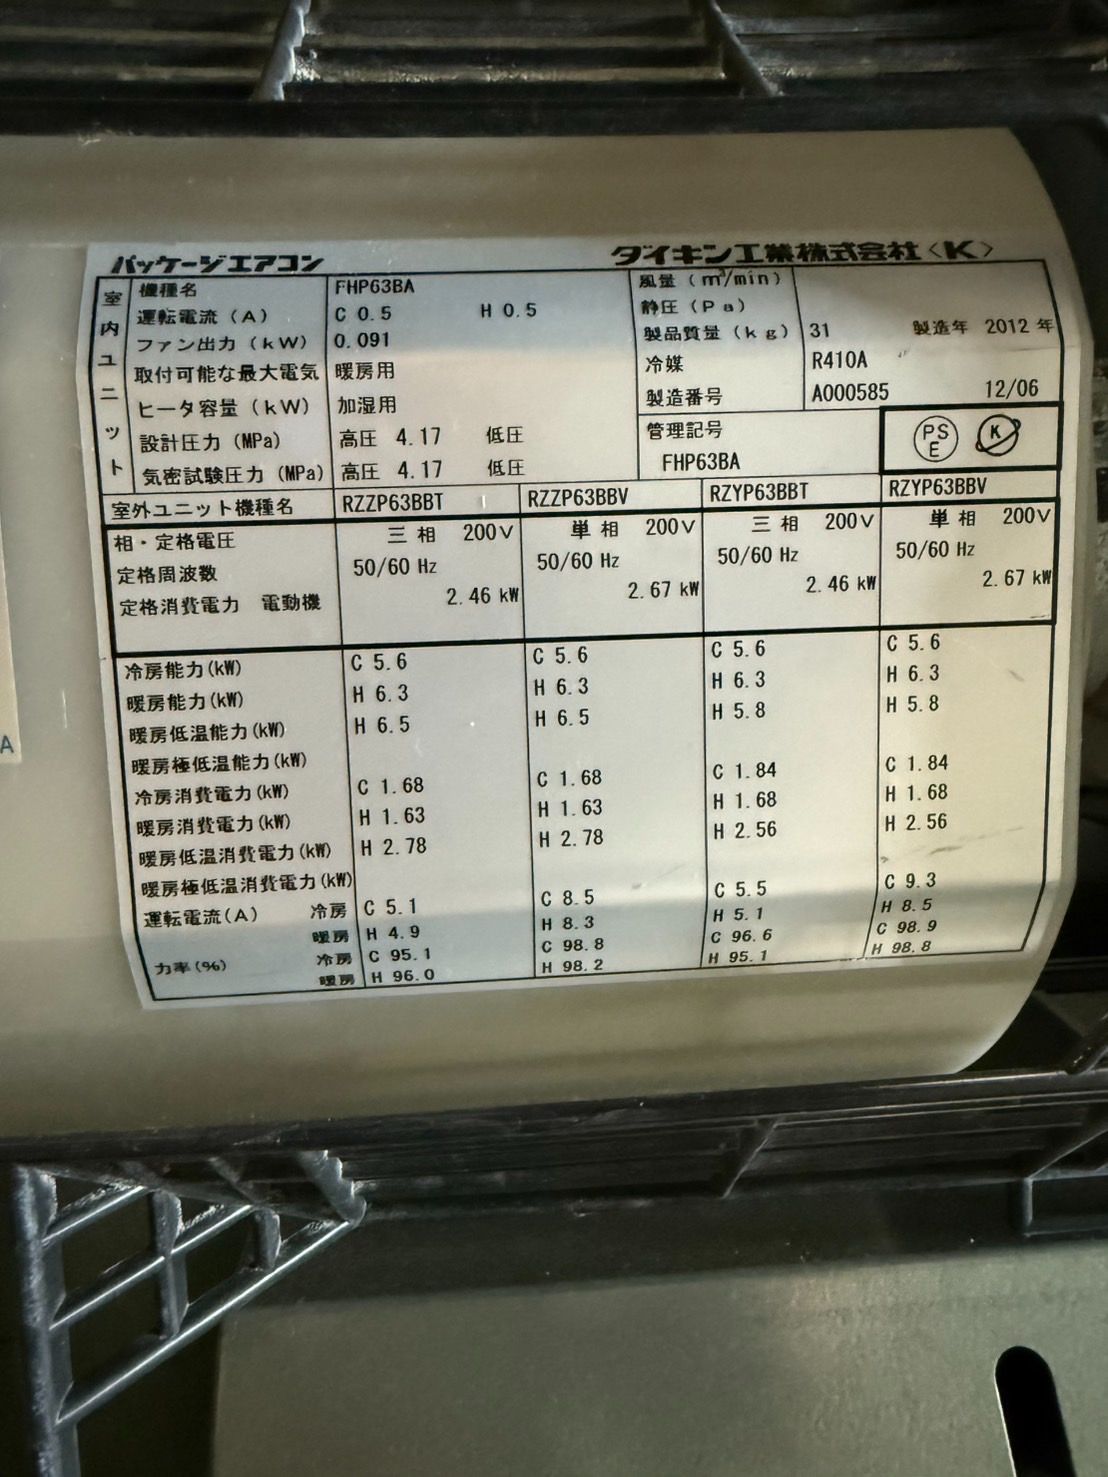 パッケージエアコン ダイキン工業株式会社〈K〉
室内ユニット
機種名 FHP63BA
運転電流(A) C 0.5 H 0.5
ファン出力(kW) 0.091
取付可能な最大電気 暖房用
ヒータ容量(kW) 加湿用
設計圧力(MPa) 高圧 4.17 低圧
気密試験圧力(MPa) 高圧 4.17 低圧
風量(m³/min)
静圧(Pa)
製品質量(kg) 31 製造年 2012年
冷媒 R410A
製造番号 A000585 12/06
管理記号
FHP63BA
PS
E
K
室外ユニット機種名 RZZP63BBT RZZP63BBV RZYP63BBT RZYP63BBV
相・定格電圧 三相 200V 単相 200V 三相 200V 単相 200V
定格周波数 50/60 Hz 50/60 Hz 50/60 Hz 50/60 Hz
定格消費電力 電動機 2.46 kW 2.67 kW 2.46 kW 2.67 kW
冷房能力(kW) C 5.6 C 5.6 C 5.6 C 5.6
暖房能力(kW) H 6.3 H 6.3 H 6.3 H 6.3
暖房低温能力(kW) H 6.5 H 6.5 H 5.8 H 5.8
暖房極低温能力(kW)
冷房消費電力(kW) C 1.68 C 1.68 C 1.84 C 1.84
暖房消費電力(kW) H 1.63 H 1.63 H 1.68 H 1.68
暖房低温消費電力(kW) H 2.78 H 2.78 H 2.56 H 2.56
暖房極低温消費電力(kW)
運転電流(A) 冷房 C 5.1 C 8.5 C 5.5 C 9.3
暖房 H 4.9 H 8.3 H 5.1 H 8.5
力率(%) 冷房 C 95.1 C 98.8 C 96.6 C 98.9
暖房 H 96.0 H 98.2 H 95.1 H 98.8
A